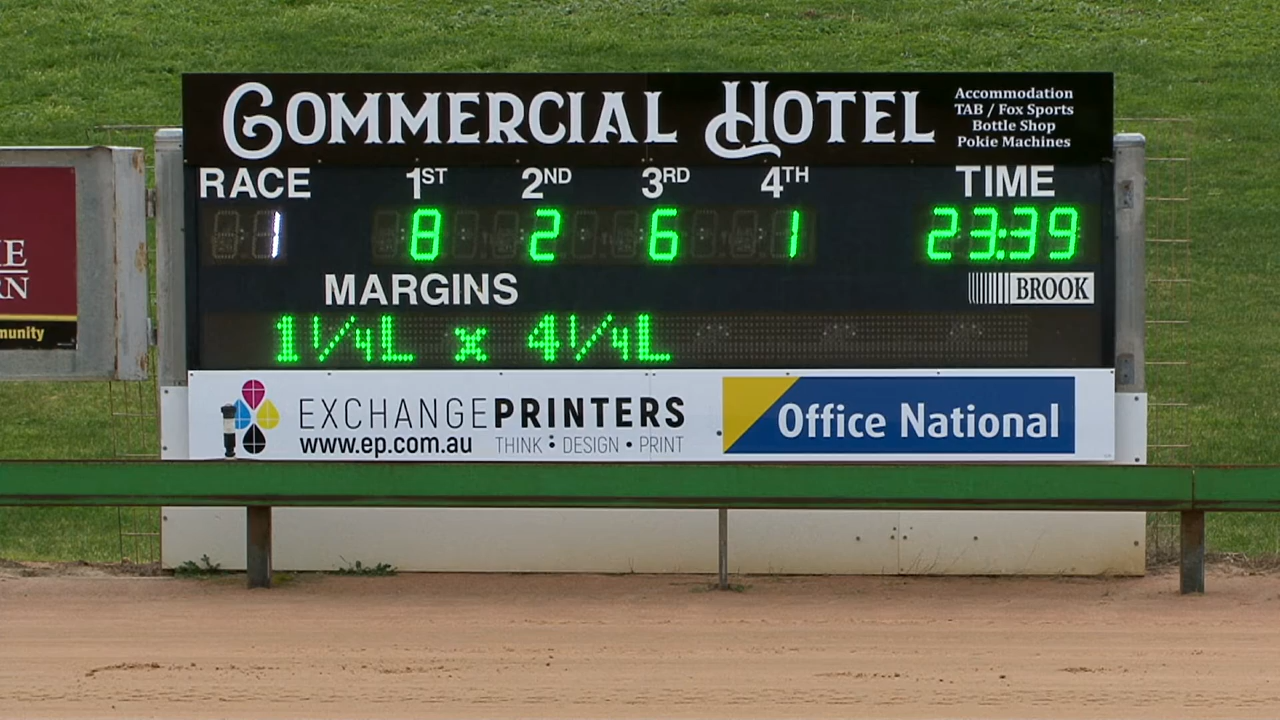 COMMERCIAL HOTEL
Accommodation
TAB / Fox Sports
Bottle Shop
Pokie Machines
RACE 1ST 2ND 3RD 4TH TIME
1 8 2 6 1 23:39
MARGINS
BROOK
1¼L x 4¼L
EXCHANGEPRINTERS
www.ep.com.au THINK • DESIGN • PRINT
Office National
munity